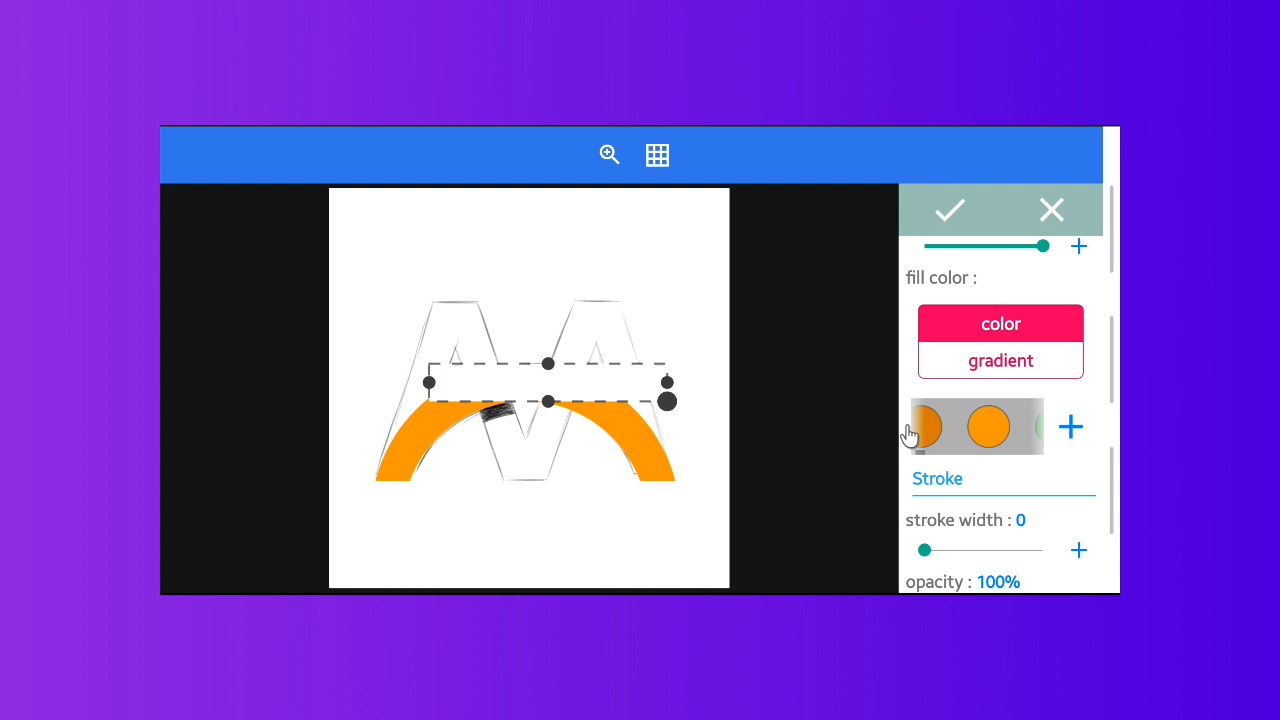 fill color :
color
gradient
Stroke
stroke width : 0
opacity : 100%